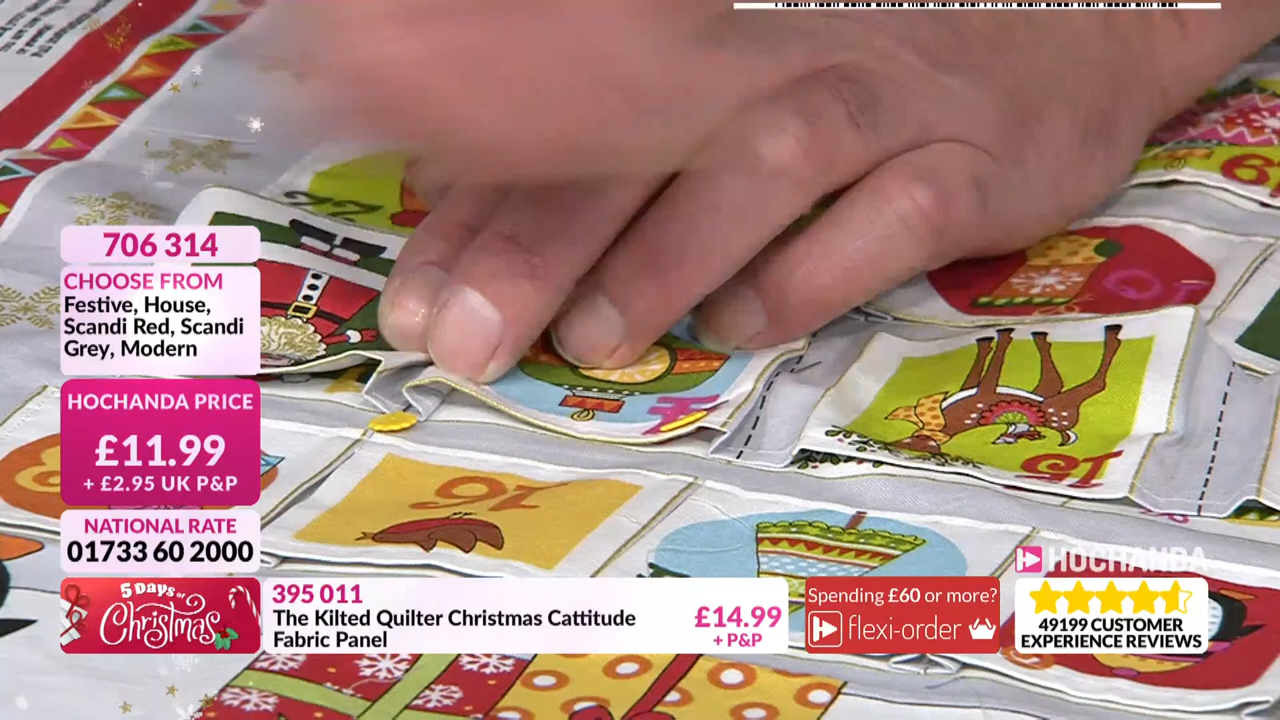 706 314
CHOOSE FROM
Festive, House,
Scandi Red, Scandi
Grey, Modern
HOCHANDA PRICE
£11.99
+ £2.95 UK P&P
NATIONAL RATE
01733 60 2000
5 Days of
Christmas
395 011
The Kilted Quilter Christmas Cattitude
Fabric Panel
£14.99
+ P&P
Spending £60 or more?
flexi-order
HOCHANDA
49199 CUSTOMER
EXPERIENCE REVIEWS
16
15